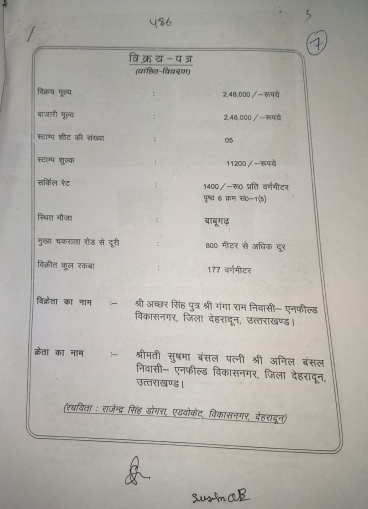 486
7
विक्रय-पत्र
(वांछित-विवरण)
विक्रय मूल्य : 2,48,000/-रूपये
बाजारी मूल्य : 2,48,000/-रूपये
स्टाम्प शीट की संख्या : 05
स्टाम्प शुल्क : 11200/-रूपये
सर्किल रेट : 1400/-रू0 प्रति वर्गमीटर
पृष्ठ 6 क्रम सं0-1(5)
स्थित मौजा : बाबूगढ़
मुख्य चकराता रोड से दूरी : 800 मीटर से अधिक दूर
विक्रीत कुल रकबा : 177 वर्गमीटर
विक्रेता का नाम :- श्री अच्छर सिंह पुत्र श्री गंगा राम निवासी- एनफील्ड
विकासनगर, जिला देहरादून, उत्तराखण्ड।
क्रेता का नाम :- श्रीमती सुषमा बंसल पत्नी श्री अनिल बंसल
निवासी- एनफील्ड विकासनगर, जिला देहरादून,
उत्तराखण्ड।
(रचयिता : राजेन्द्र सिंह डोगरा, एडवोकेट, विकासनगर, देहरादून)